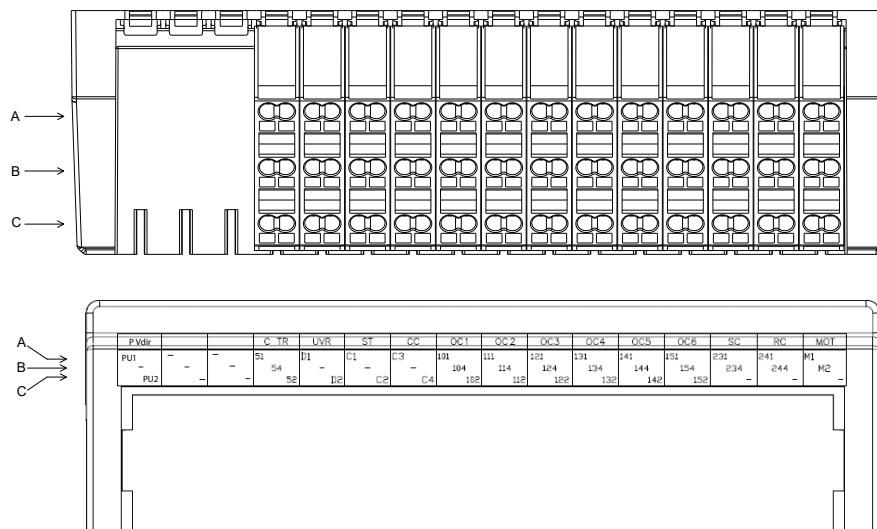 A
B
C
A
B
C
P.Vdir C TR UVR ST CC OC1 OC2 OC3 OC4 OC5 OC6 SC RC MOT
PU1 - - 51 D1 C1 C3 101 111 121 131 141 151 231 241 M1
- - - 54 - - - 104 114 124 134 144 154 234 244 M2
PU2 - - 52 D2 C2 C4 102 112 122 132 142 152 - - -